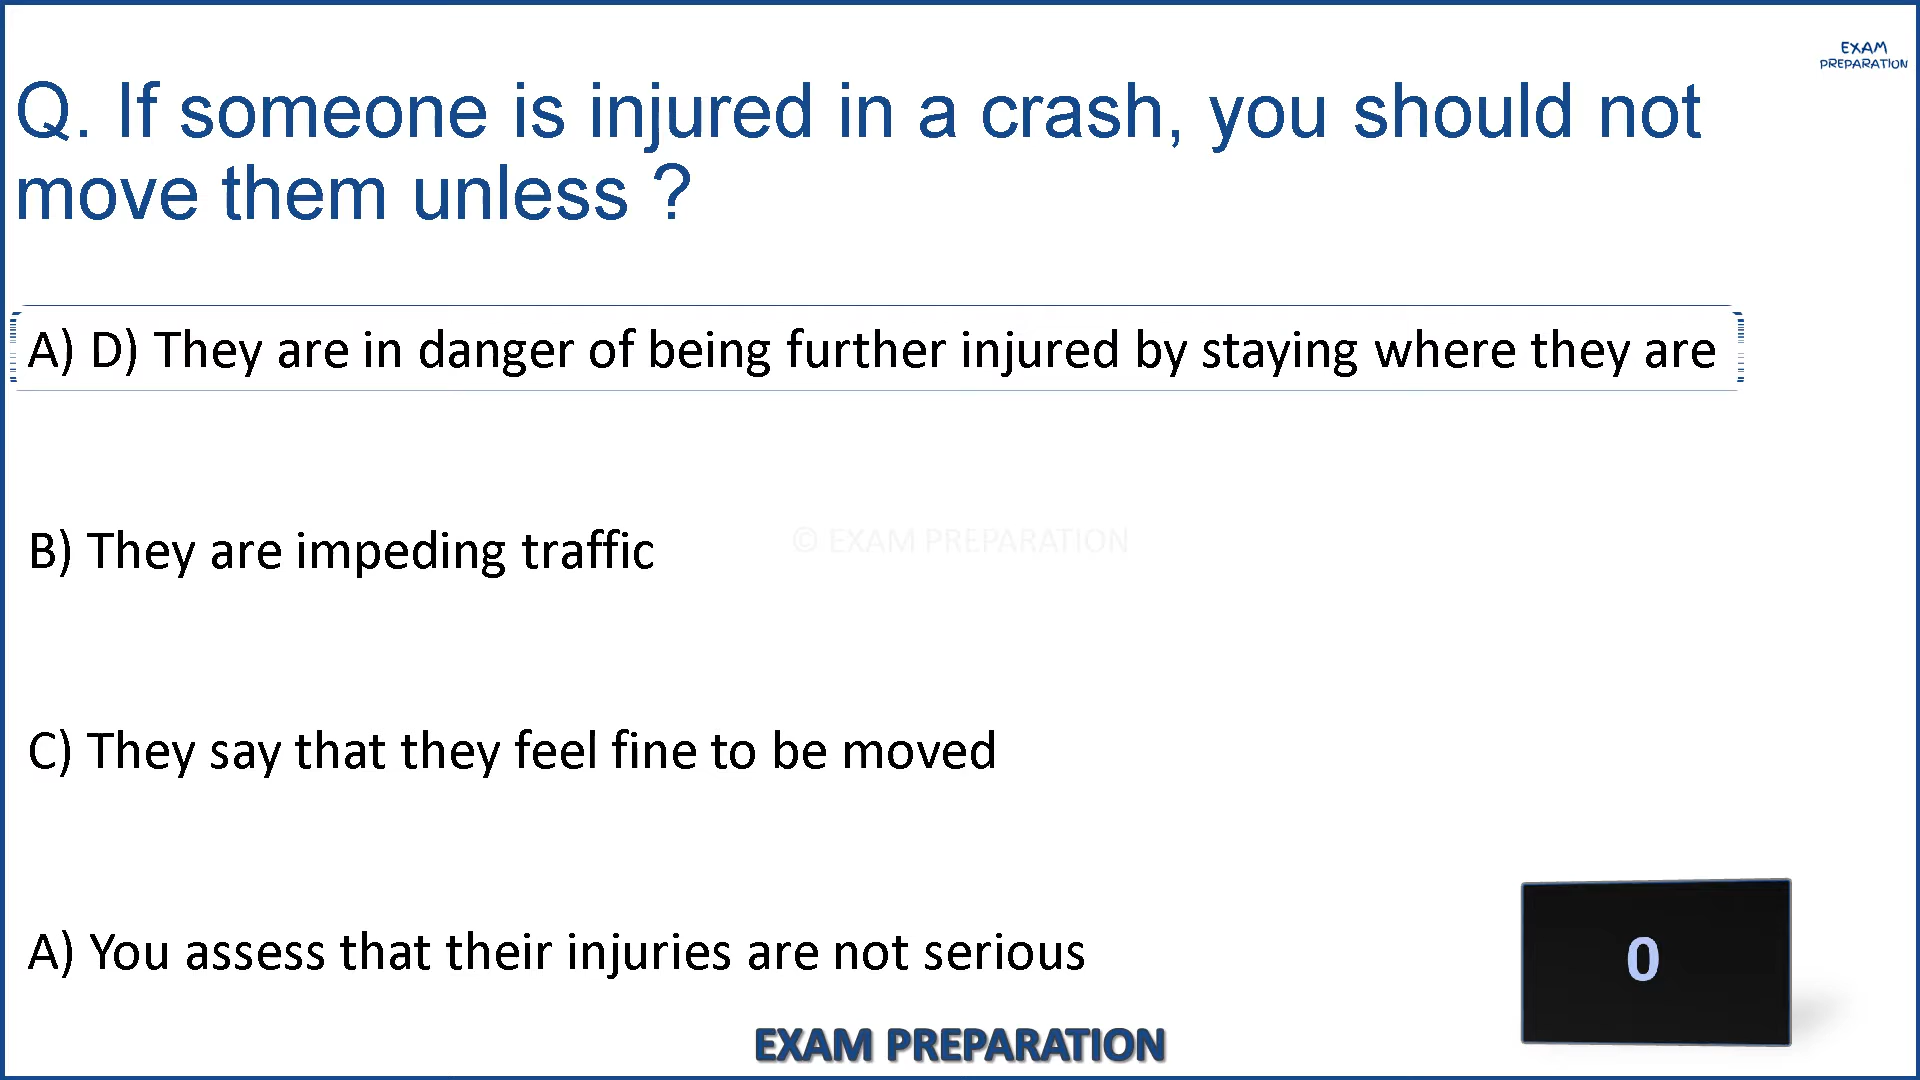 EXAM
PREPARATION
Q. If someone is injured in a crash, you should not
move them unless ?
A) D) They are in danger of being further injured by staying where they are
B) They are impeding traffic
© EXAM PREPARATION
C) They say that they feel fine to be moved
A) You assess that their injuries are not serious
0
EXAM PREPARATION